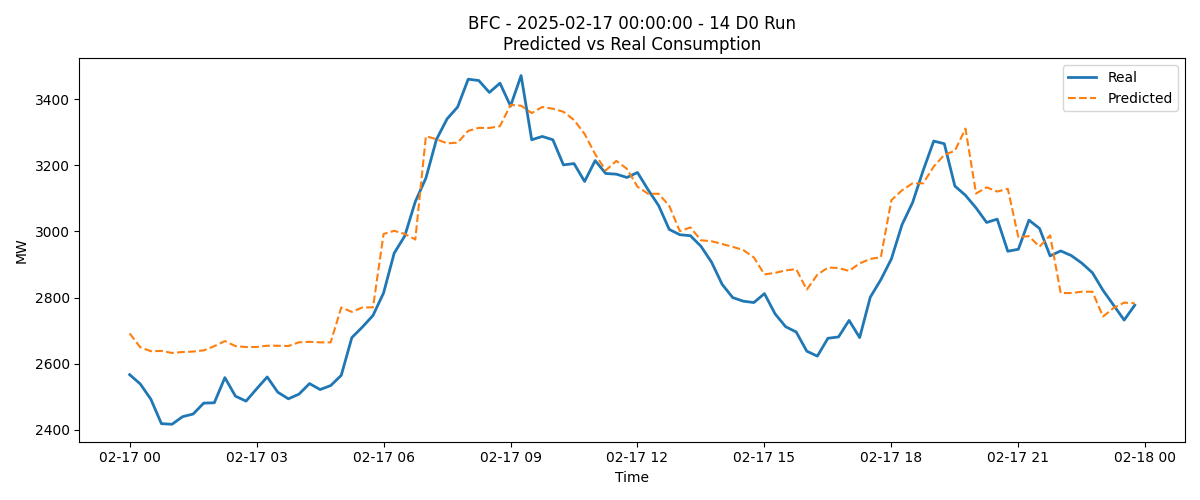 BFC - 2025-02-17 00:00:00 - 14 D0 Run
Predicted vs Real Consumption
Real
Predicted
MW
3400
3200
3000
2800
2600
2400
02-17 00
02-17 03
02-17 06
02-17 09
02-17 12
02-17 15
02-17 18
02-17 21
02-18 00
Time